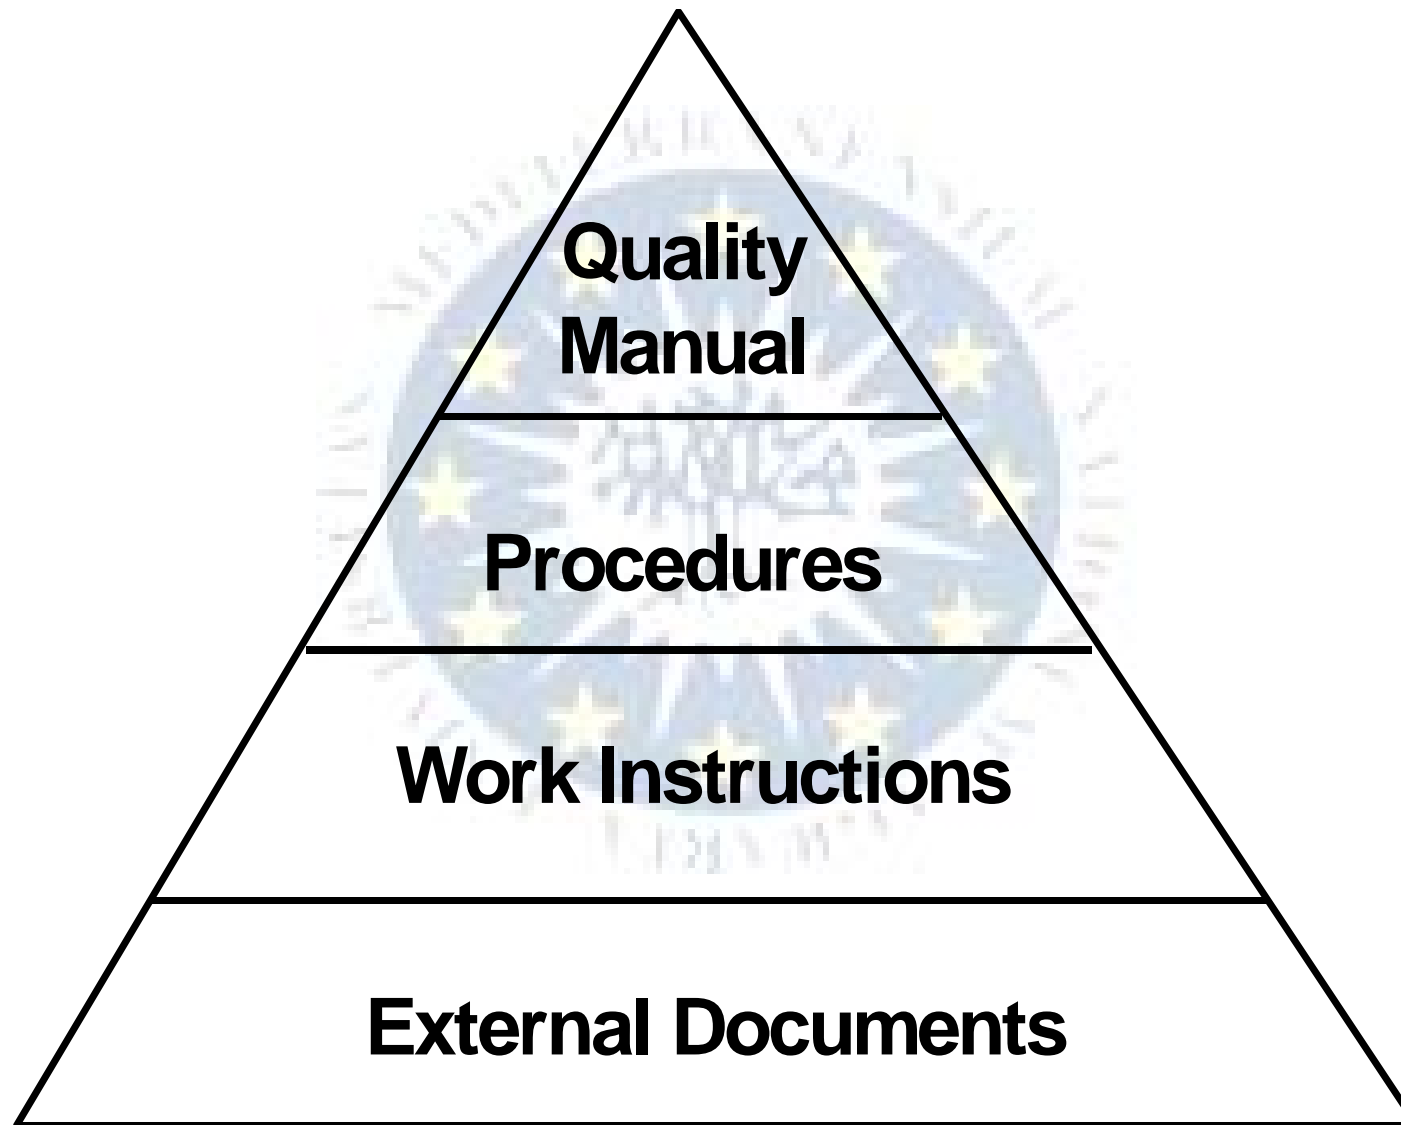 Quality
Manual
Procedures
Work Instructions
External Documents